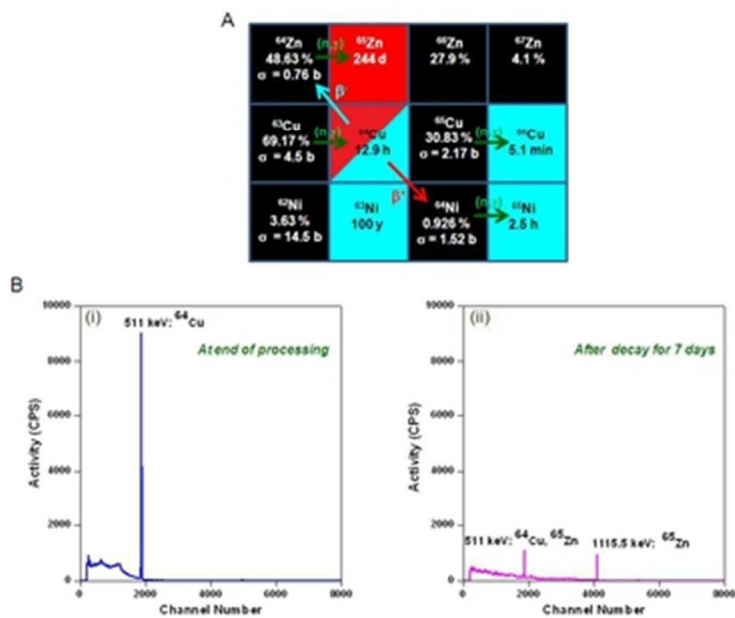 A
⁶⁴Zn
48.63 %
σ = 0.76 b
(n,γ)
⁶⁵Zn
244 d
⁶⁶Zn
27.9 %
⁶⁷Zn
4.1 %
β⁻
⁶³Cu
69.17 %
σ = 4.5 b
(n,γ)
⁶⁴Cu
12.9 h
⁶⁵Cu
30.83 %
σ = 2.17 b
(n,γ)
⁶⁶Cu
5.1 min
β⁺
⁶²Ni
3.63 %
σ = 14.5 b
⁶³Ni
100 y
⁶⁴Ni
0.926 %
σ = 1.52 b
(n,γ)
⁶⁵Ni
2.5 h
B
(i)
511 keV: ⁶⁴Cu
At end of processing
10000
8000
6000
4000
2000
0
Activity (CPS)
0 2000 4000 6000 8000
Channel Number
(ii)
After decay for 7 days
10000
8000
6000
4000
2000
0
Activity (CPS)
511 keV: ⁶⁴Cu, ⁶⁵Zn
1115.5 keV: ⁶⁵Zn
0 2000 4000 6000 8000
Channel Number